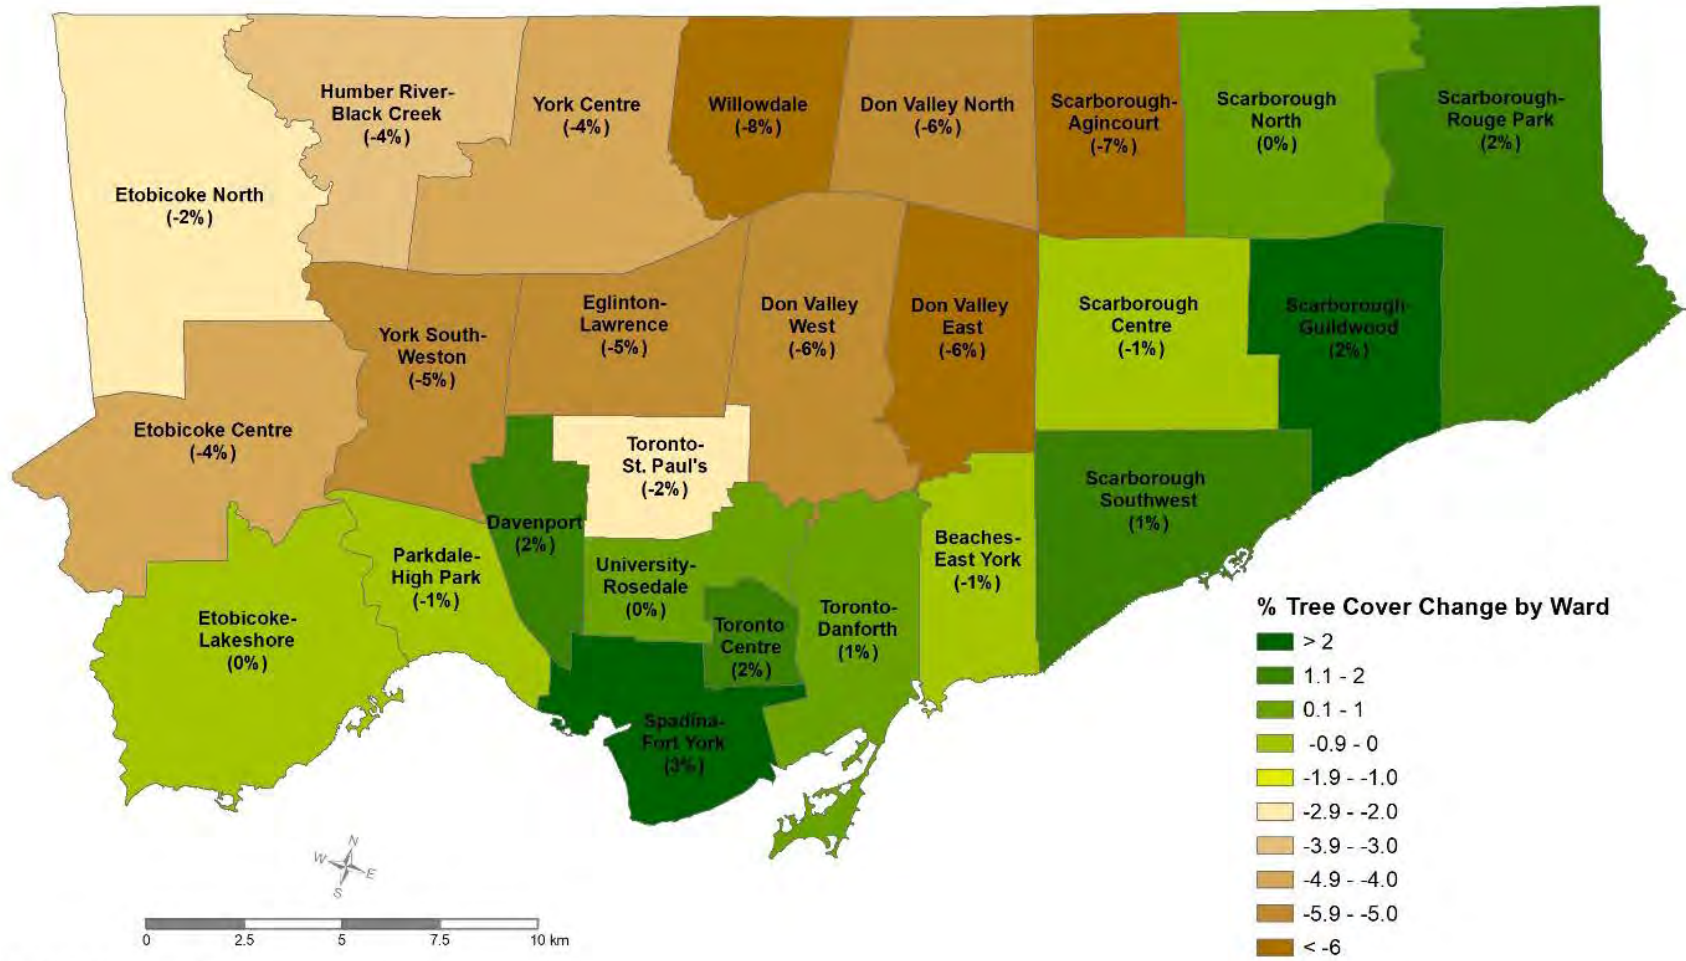 Humber River-
Black Creek
(-4%)
York Centre
(-4%)
Willowdale
(-8%)
Don Valley North
(-6%)
Scarborough-
Agincourt
(-7%)
Scarborough
North
(0%)
Scarborough-
Rouge Park
(2%)
Etobicoke North
(-2%)
York South-
Weston
(-5%)
Eglinton-
Lawrence
(-5%)
Don Valley
West
(-6%)
Don Valley
East
(-6%)
Scarborough
Centre
(-1%)
Scarborough-
Guildwood
(2%)
Etobicoke Centre
(-4%)
Toronto-
St. Paul's
(-2%)
Scarborough
Southwest
(1%)
Davenport
(2%)
Parkdale-
High Park
(-1%)
University-
Rosedale
(0%)
Beaches-
East York
(-1%)
Etobicoke-
Lakeshore
(0%)
Toronto
Centre
(2%)
Toronto-
Danforth
(1%)
Spadina-
Fort York
(3%)
% Tree Cover Change by Ward
> 2
1.1 - 2
0.1 - 1
-0.9 - 0
-1.9 - -1.0
-2.9 - -2.0
-3.9 - -3.0
-4.9 - -4.0
-5.9 - -5.0
< -6
N
W
E
S
0 2.5 5 7.5 10 km